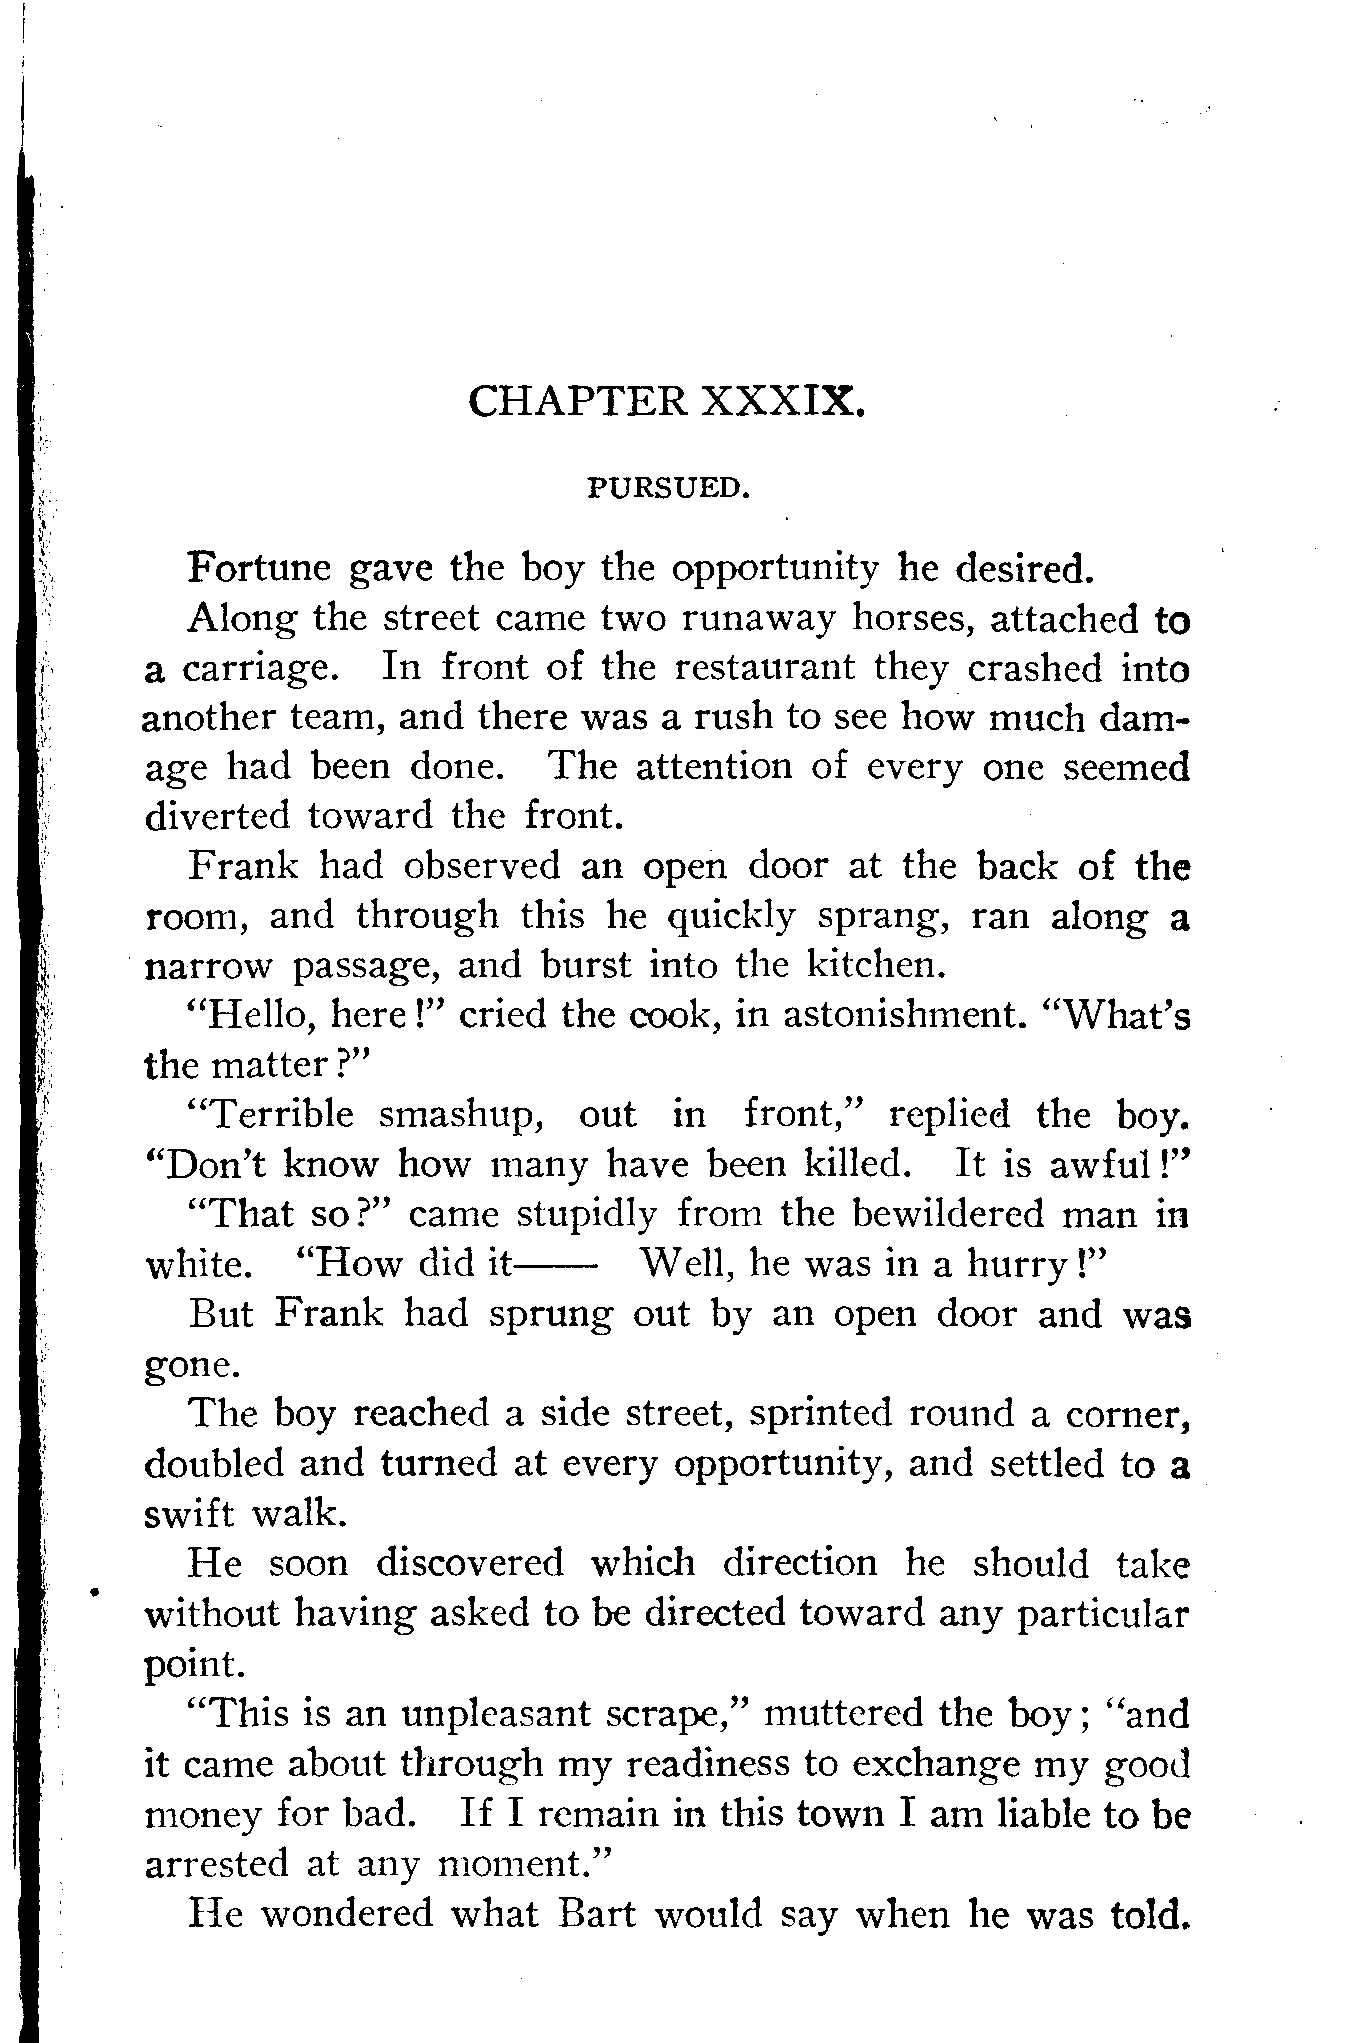 CHAPTER XXXIX.
PURSUED.
Fortune gave the boy the opportunity he desired.
Along the street came two runaway horses, attached to
a carriage. In front of the restaurant they crashed into
another team, and there was a rush to see how much dam-
age had been done. The attention of every one seemed
diverted toward the front.
Frank had observed an open door at the back of the
room, and through this he quickly sprang, ran along a
narrow passage, and burst into the kitchen.
“Hello, here!” cried the cook, in astonishment. “What’s
the matter?”
“Terrible smashup, out in front,” replied the boy.
“Don’t know how many have been killed. It is awful!”
“That so?” came stupidly from the bewildered man in
white. “How did it—— Well, he was in a hurry!”
But Frank had sprung out by an open door and was
gone.
The boy reached a side street, sprinted round a corner,
doubled and turned at every opportunity, and settled to a
swift walk.
He soon discovered which direction he should take
without having asked to be directed toward any particular
point.
“This is an unpleasant scrape,” muttered the boy; “and
it came about through my readiness to exchange my good
money for bad. If I remain in this town I am liable to be
arrested at any moment.”
He wondered what Bart would say when he was told.